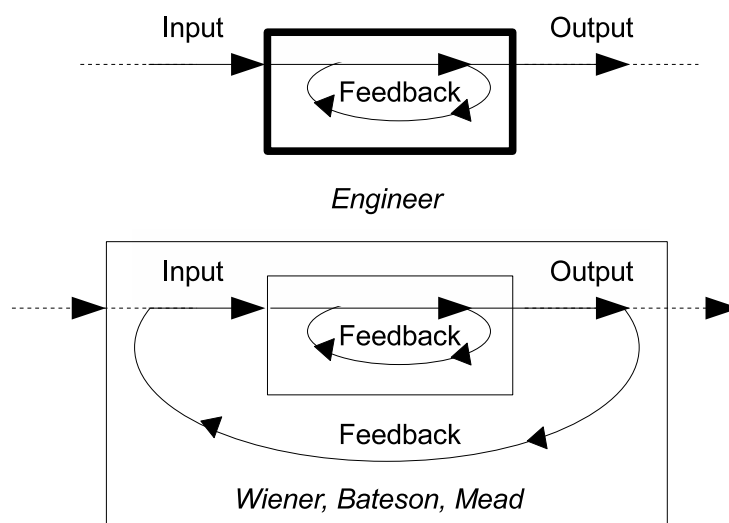 Input Output
Feedback
Engineer
Input Output
Feedback
Feedback
Wiener, Bateson, Mead